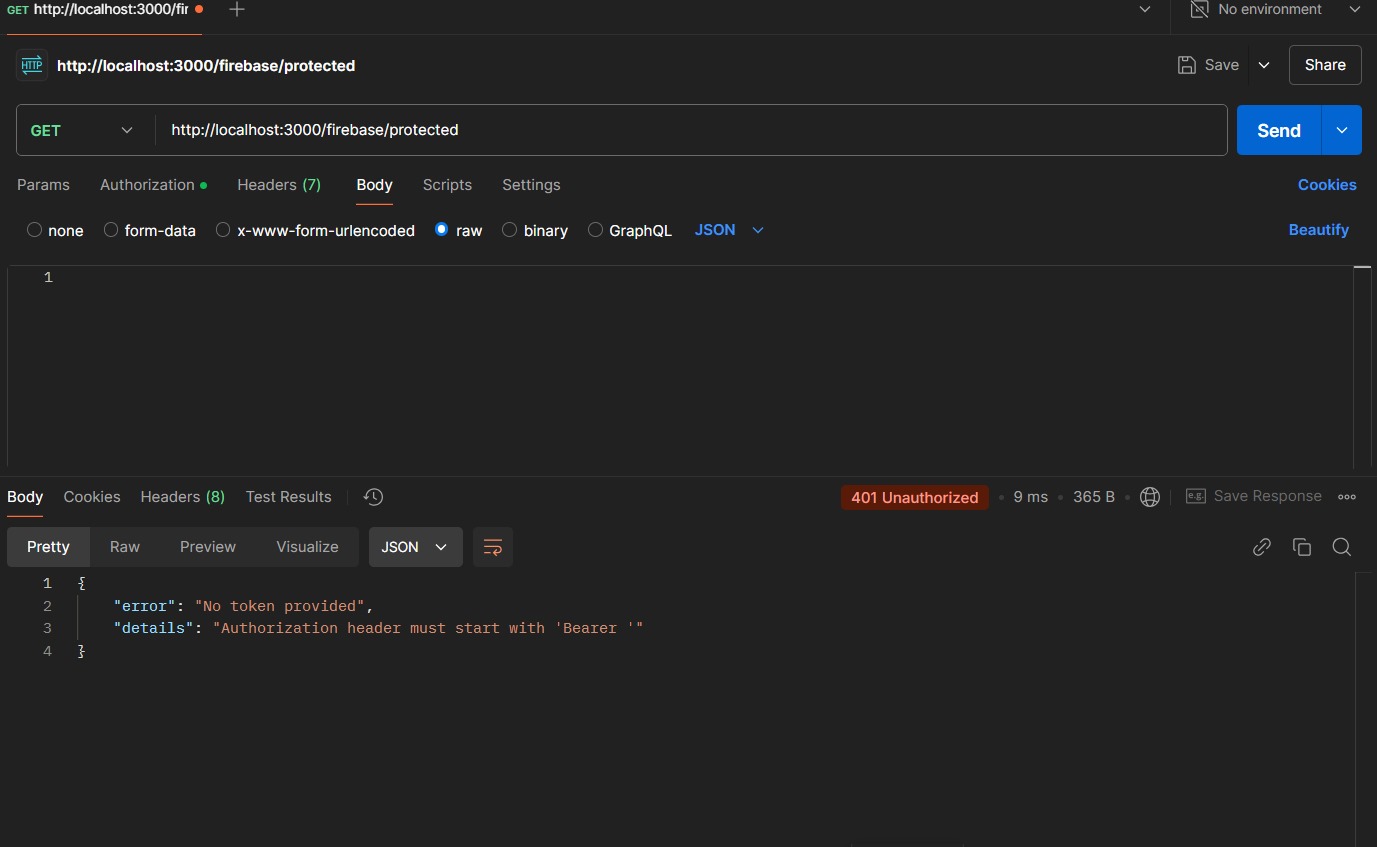 GET http://localhost:3000/fir
No environment
HTTP http://localhost:3000/firebase/protected
Save
Share
GET http://localhost:3000/firebase/protected
Send
Params Authorization Headers (7) Body Scripts Settings Cookies
none form-data x-www-form-urlencoded raw binary GraphQL JSON Beautify
1
Body Cookies Headers (8) Test Results 401 Unauthorized 9 ms 365 B e.g. Save Response
Pretty Raw Preview Visualize JSON
1 {
2 "error": "No token provided",
3 "details": "Authorization header must start with 'Bearer '"
4 }